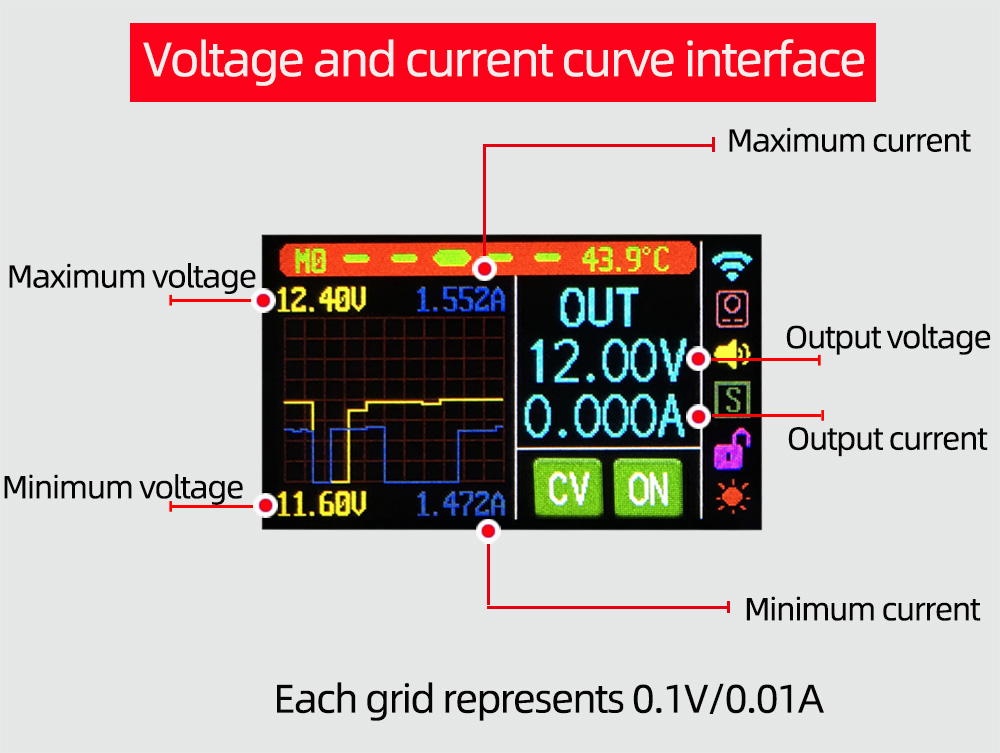 Voltage and current curve interface
Maximum current
M0 43.9°C
Maximum voltage
12.40V 1.552A
OUT
Output voltage
12.00V
S
0.000A
Output current
Minimum voltage
CV ON
11.60V 1.472A
Minimum current
Each grid represents 0.1V/0.01A